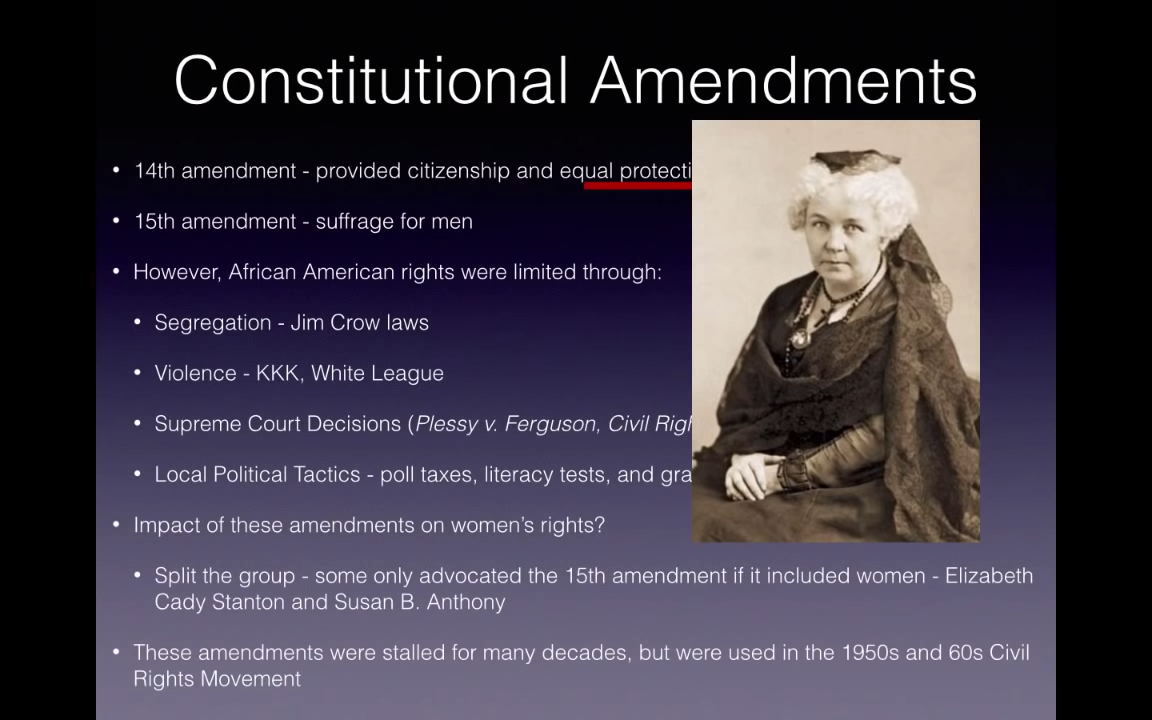 Constitutional Amendments
• 14th amendment - provided citizenship and equal
• 15th amendment - suffrage for men
• However, African American rights were limited through:
• Segregation - Jim Crow laws
• Violence - KKK, White League
• Supreme Court Decisions (Plessy v. Ferguson, Civil
• Local Political Tactics - poll taxes, literacy tests, and
• Impact of these amendments on women's rights?
• Split the group - some only advocated the 15th amendment if it included women - Elizabeth
Cady Stanton and Susan B. Anthony
• These amendments were stalled for many decades, but were used in the 1950s and 60s Civil
Rights Movement